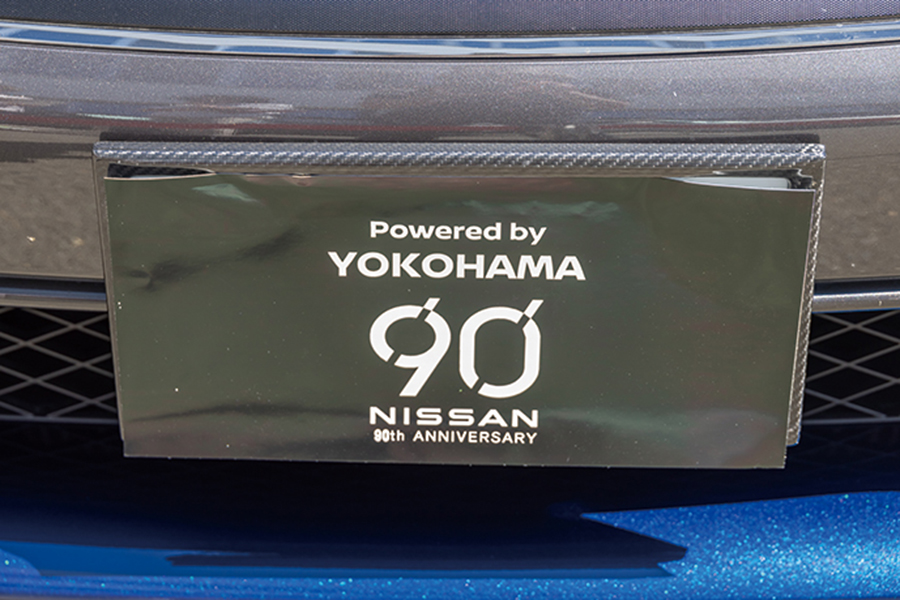 Powered by
YOKOHAMA
90
NISSAN
90th ANNIVERSARY